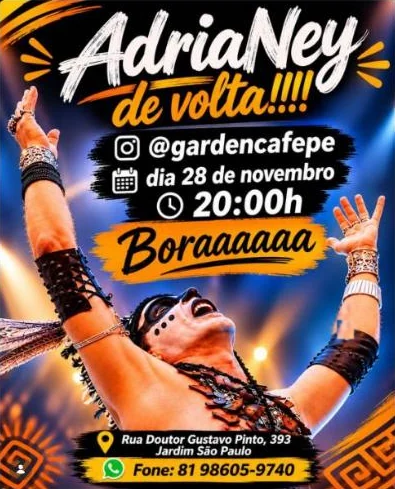 AdriaNey
de volta!!!!
@gardencafepe
dia 28 de novembro
20:00h
Boraaaaaa
Rua Doutor Gustavo Pinto, 393
Jardim São Paulo
Fone: 81 98605-9740